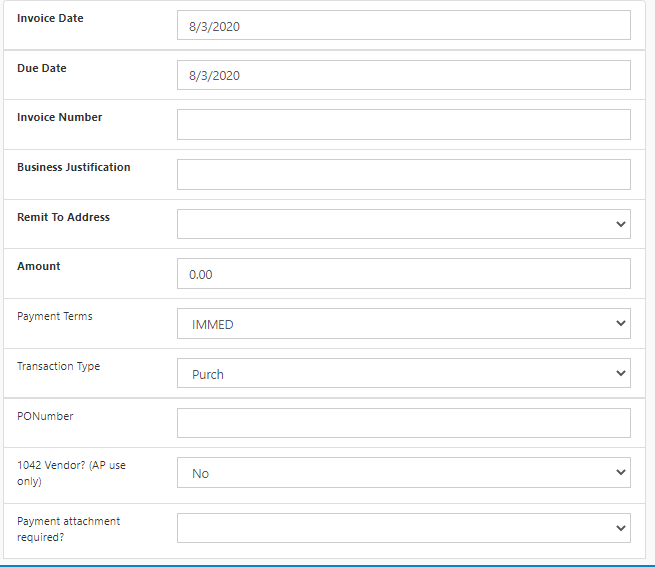 Invoice Date
8/3/2020
Due Date
8/3/2020
Invoice Number
Business Justification
Remit To Address
Amount
0.00
Payment Terms
IMMED
Transaction Type
Purch
PONumber
1042 Vendor? (AP use
only)
No
Payment attachment
required?